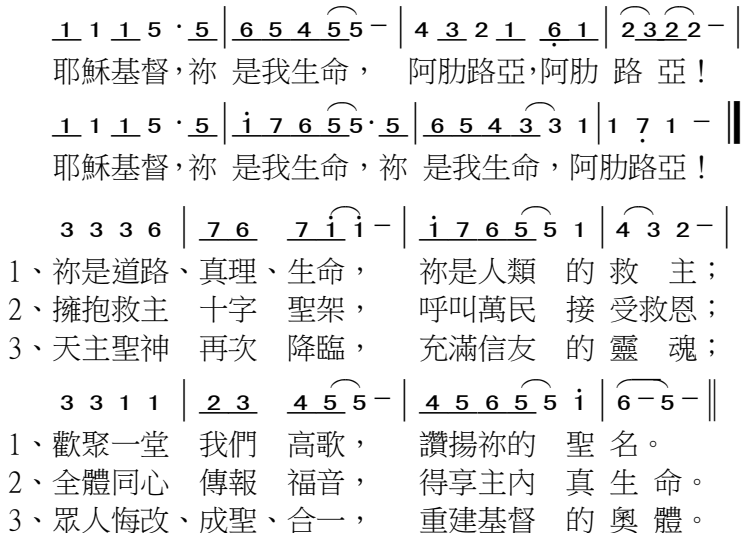 1 1 1 5 · 5 | 6 5 4 5 5 − | 4 3 2 1 6 1 | 2 3 2 2 − |
耶穌基督,祢 是我生命， 阿肋路亞,阿肋 路 亞！
1 1 1 5 · 5 | 1 7 6 5 5 · 5 | 6 5 4 3 3 1 | 1 7 1 − ‖
耶穌基督,祢 是我生命，祢 是我生命，阿肋路亞！
3 3 3 6 | 7 6 7 1 1 − | 1 7 6 5 5 1 | 4 3 2 − |
1、祢是道路、真理、生命， 祢是人類 的 救 主；
2、擁抱救主 十字 聖架， 呼叫萬民 接 受救恩；
3、天主聖神 再次 降臨， 充滿信友 的 靈 魂；
3 3 1 1 | 2 3 4 5 5 − | 4 5 6 5 5 1 | 6 − 5 − ‖
1、歡聚一堂 我們 高歌， 讚揚祢的 聖 名。
2、全體同心 傳報 福音， 得享主內 真 生 命。
3、眾人悔改、成聖、合一， 重建基督 的 奧 體。